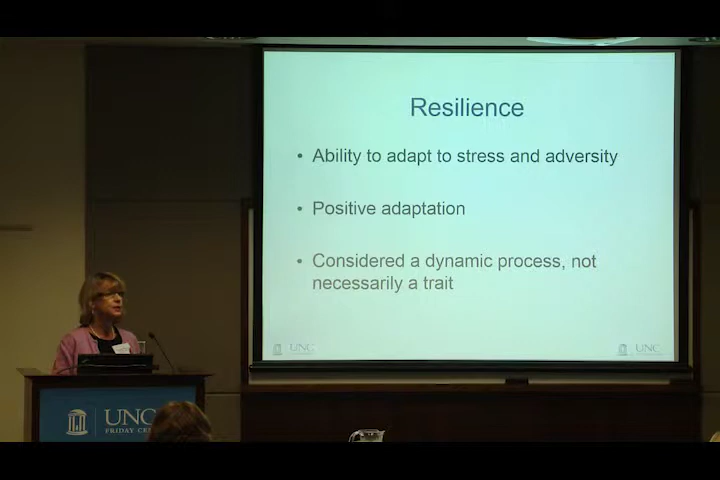 Resilience
• Ability to adapt to stress and adversity
• Positive adaptation
• Considered a dynamic process, not
necessarily a trait
UNC
UNC
UNC
FRIDAY CE